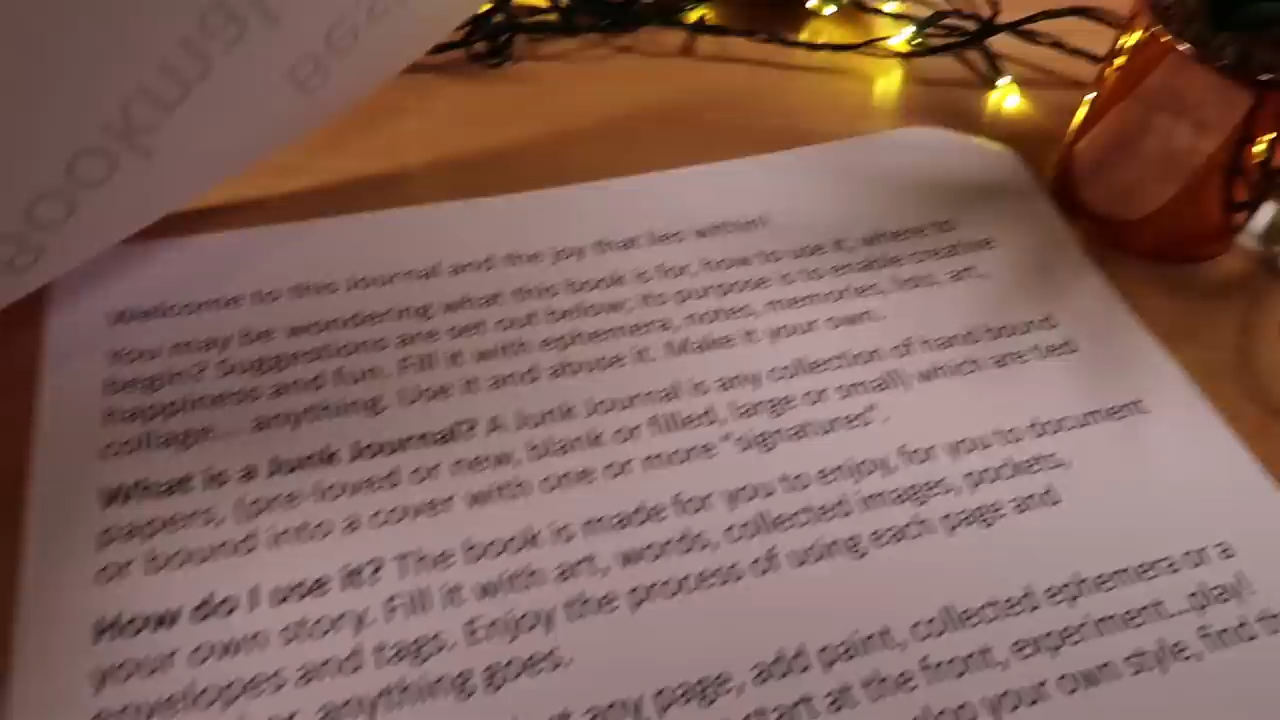 Bookwyr
BG2
Welcome to this Journal and the joy that lies within!
You may be wondering what this book is for, how to use it, where to
begin? Suggestions are set out below; its purpose is to enable creative
happiness and fun. Fill it with ephemera, notes, memories, lists, art,
collage... anything. Use it and abuse it. Make it your own.
What is a Junk Journal? A Junk Journal is any collection of hand bound
papers, (pre-loved or new, blank or filled, large or small) which are tied
or bound into a cover with one or more "signatures".
How do I use it? The book is made for you to enjoy, for you to document
your own story. Fill it with art, words, collected images, pockets,
envelopes and tags. Enjoy the process of using each page and
anything goes.
any page, add paint, collected ephemera or a
start at the front, experiment...play!
your own style, find